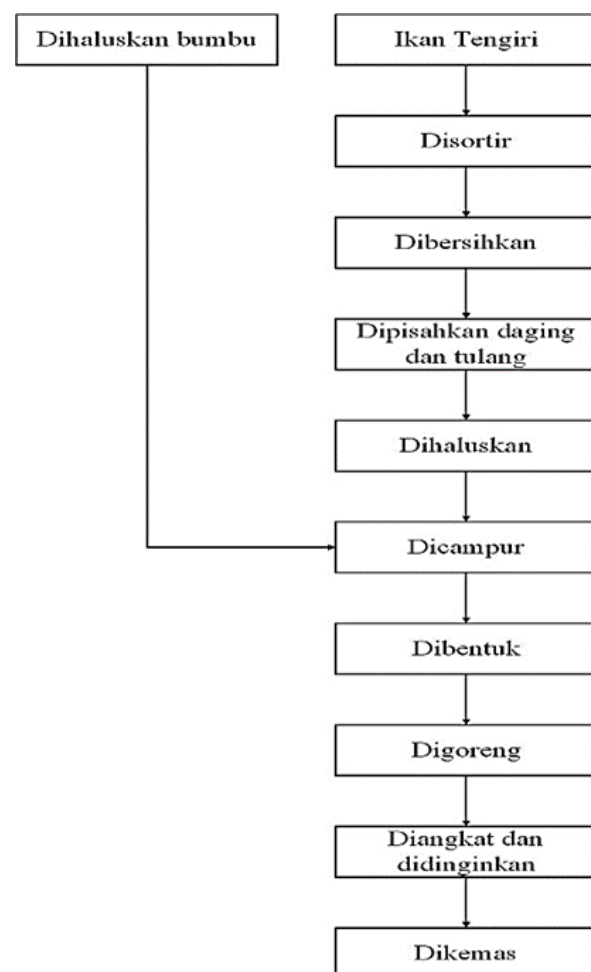 Dihaluskan bumbu
Ikan Tengiri
Disortir
Dibersihkan
Dipisahkan daging
dan tulang
Dihaluskan
Dicampur
Dibentuk
Digoreng
Diangkat dan
didinginkan
Dikemas